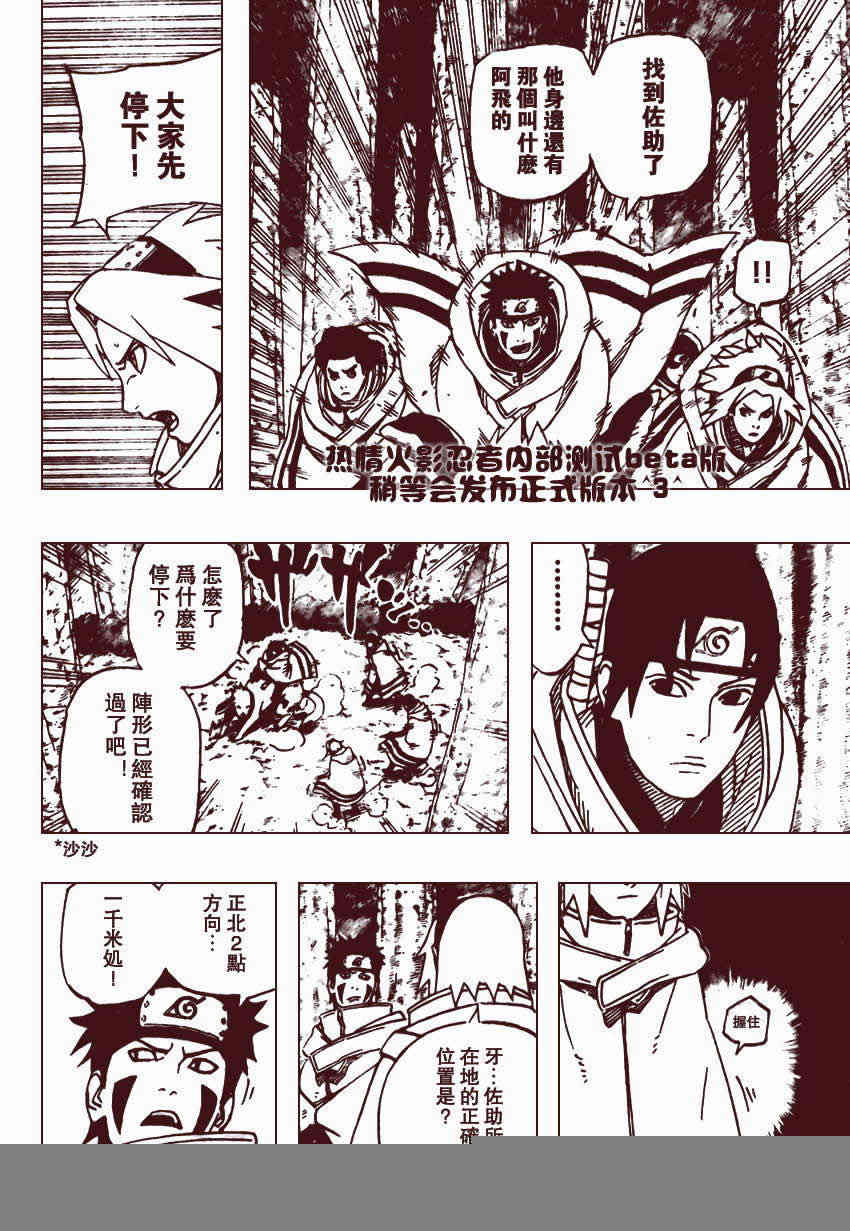 找到佐助了
他身邊還有
那個叫什麼
阿飛的
!!
大家先
停下！
热情火影忍者内部测试beta版
稍等会发布正式版本^3^
………
ザザ
怎麼了
爲什麼要
停下？
陣形已經確認
過了吧！
*沙沙
握住
牙…佐助所
在地的正確
位置是？
正北2點
方向…
一千米処！